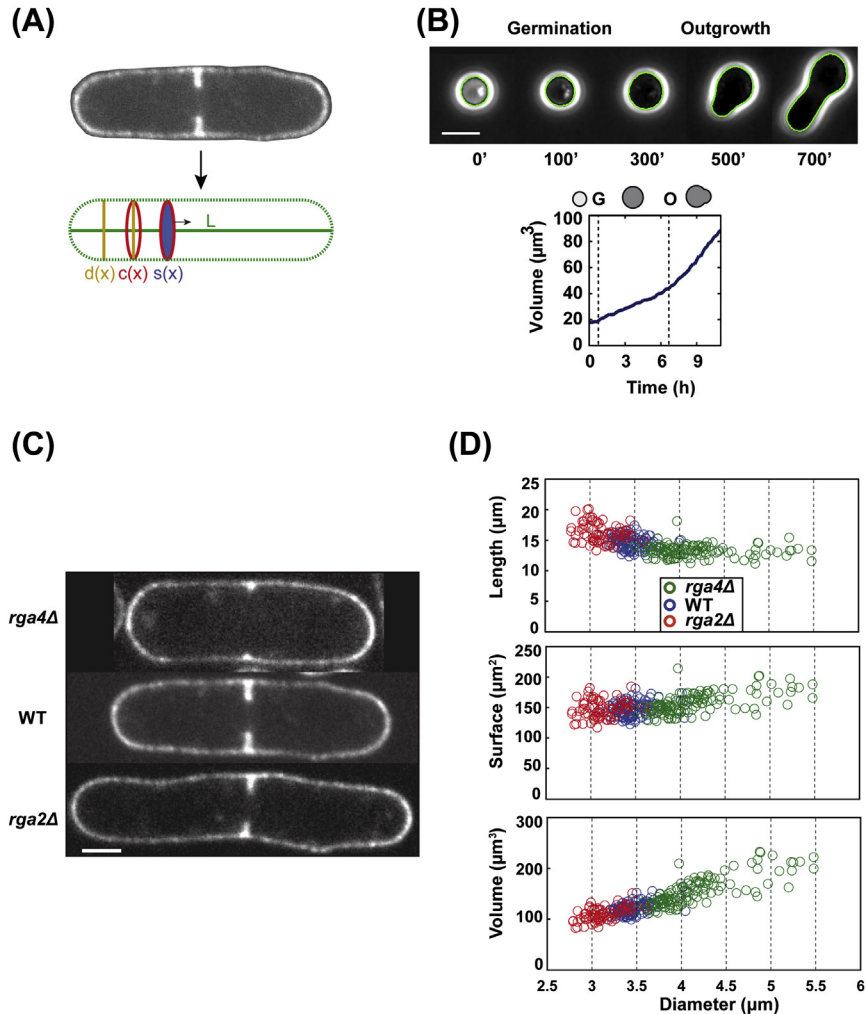 (A)
L
d(x) c(x) s(x)
(B)
Germination Outgrowth
0' 100' 300' 500' 700'
G O
Volume (µm³)
100
80
60
40
20
0
0 3 6 9
Time (h)
(C)
rga4Δ
WT
rga2Δ
(D)
Length (µm)
25
20
15
10
5
0
rga4Δ
WT
rga2Δ
Surface (µm²)
250
200
150
100
50
0
Volume (µm³)
300
200
100
0
2.5 3 3.5 4 4.5 5 5.5 6
Diameter (µm)